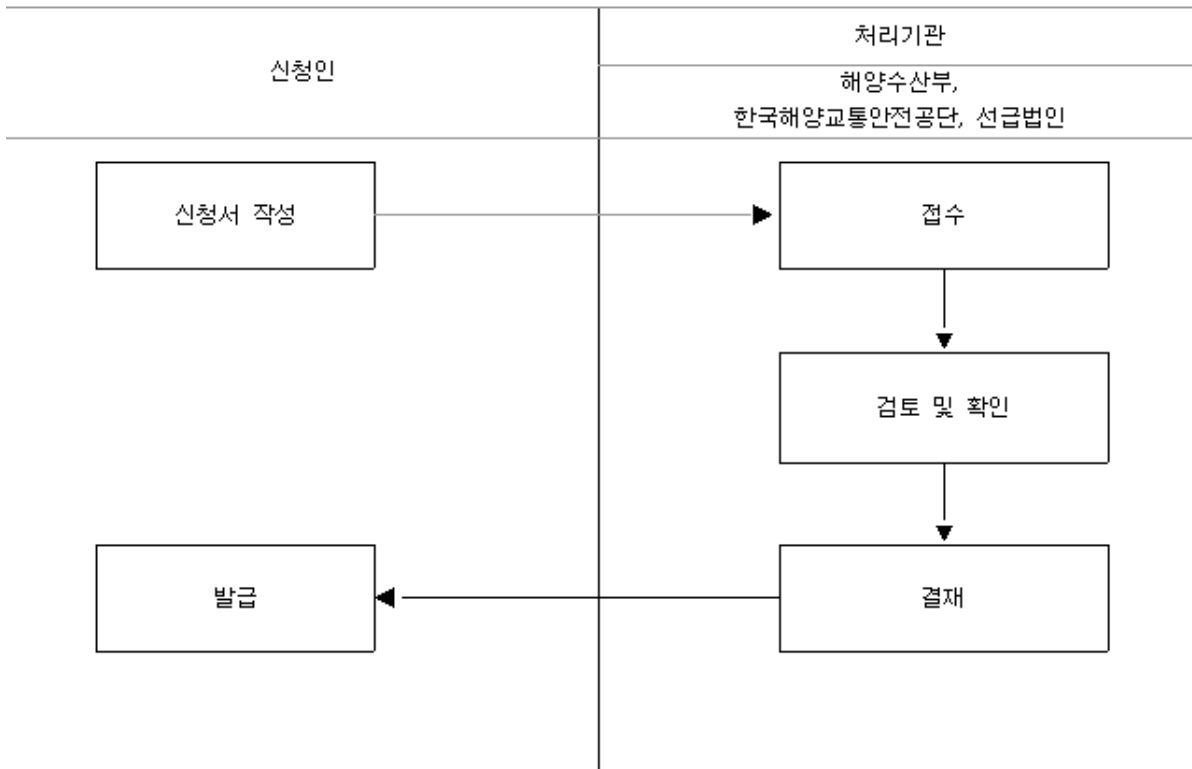 신청인
처리기관
해양수산부,
한국해양교통안전공단, 선급법인
신청서 작성
접수
검토 및 확인
발급
결재